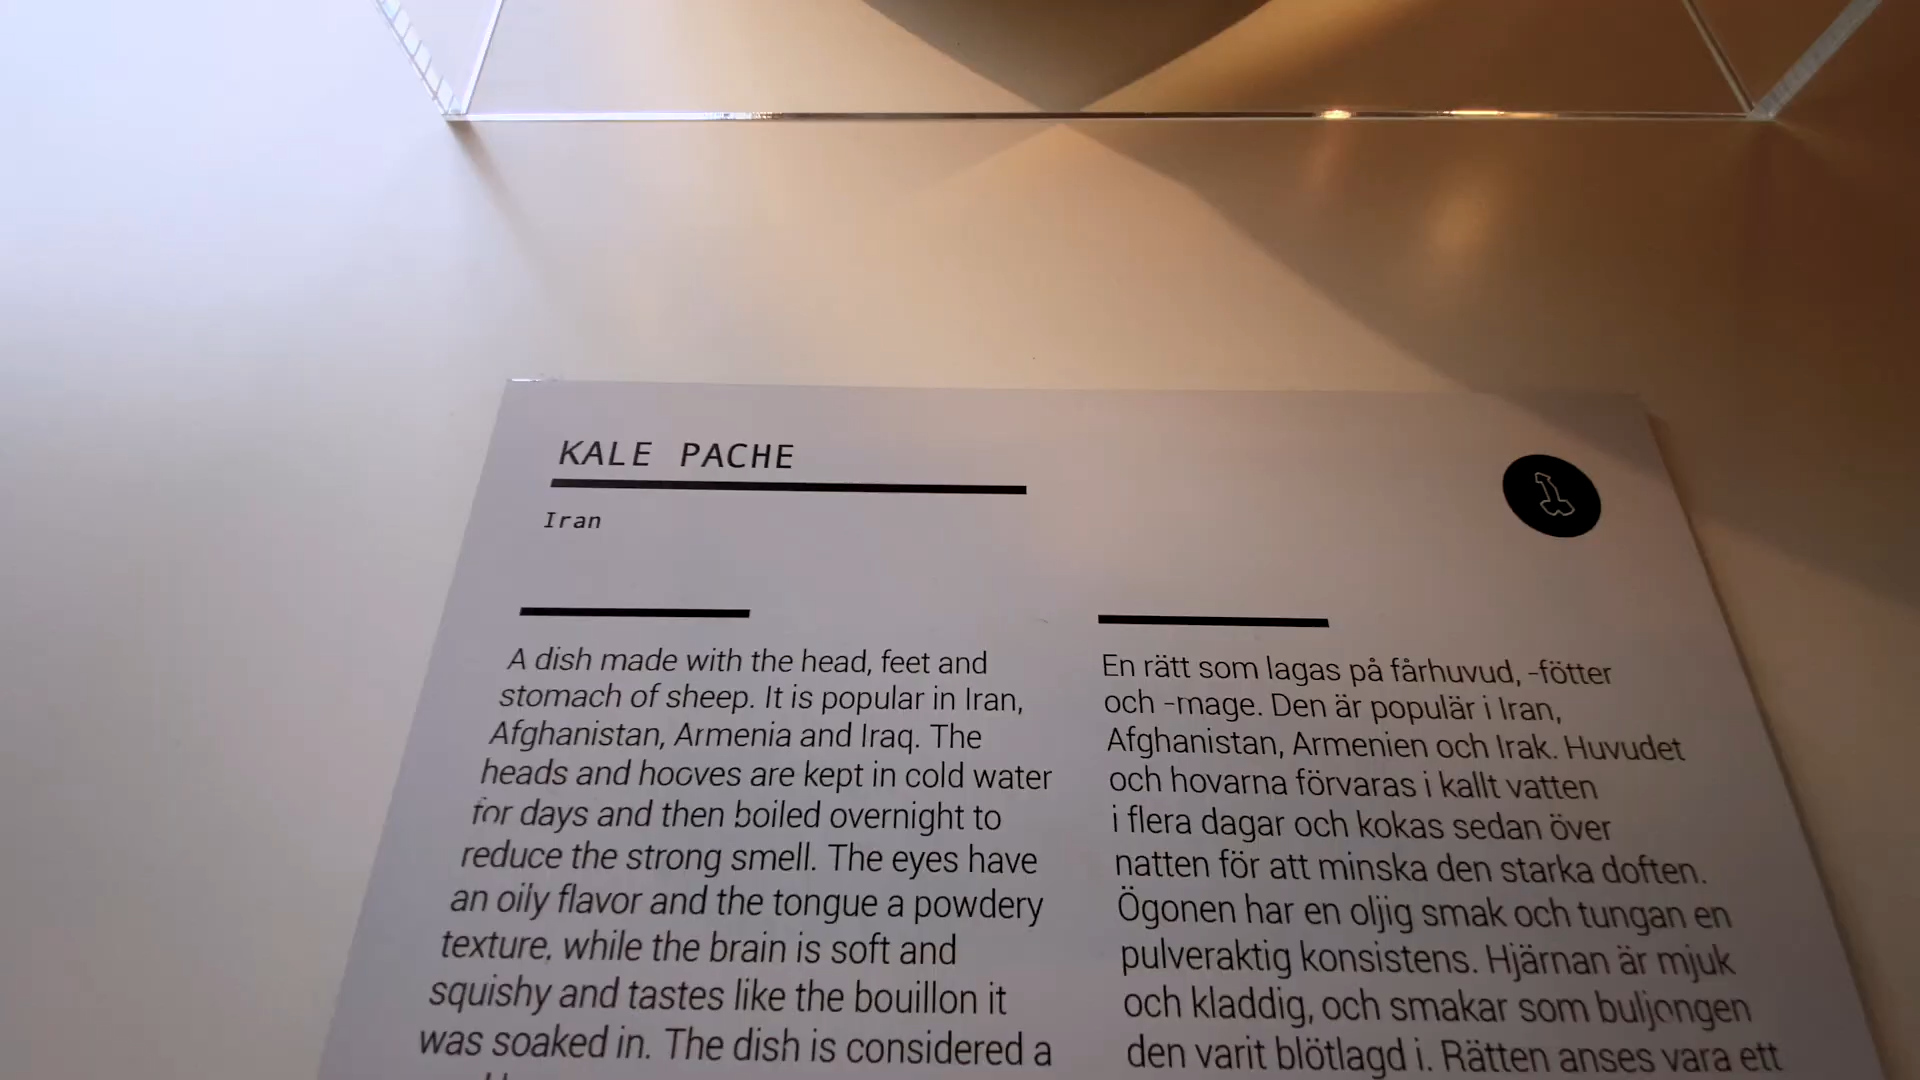 KALE PACHE
Iran
A dish made with the head, feet and
stomach of sheep. It is popular in Iran,
Afghanistan, Armenia and Iraq. The
heads and hooves are kept in cold water
for days and then boiled overnight to
reduce the strong smell. The eyes have
an oily flavor and the tongue a powdery
texture, while the brain is soft and
squishy and tastes like the bouillon it
was soaked in. The dish is considered a
En rätt som lagas på fårhuvud, -fötter
och -mage. Den är populär i Iran,
Afghanistan, Armenien och Irak. Huvudet
och hovarna förvaras i kallt vatten
i flera dagar och kokas sedan över
natten för att minska den starka doften.
Ögonen har en oljig smak och tungan en
pulveraktig konsistens. Hjärnan är mjuk
och kladdig, och smakar som buljongen
den varit blötlagd i. Rätten anses vara ett